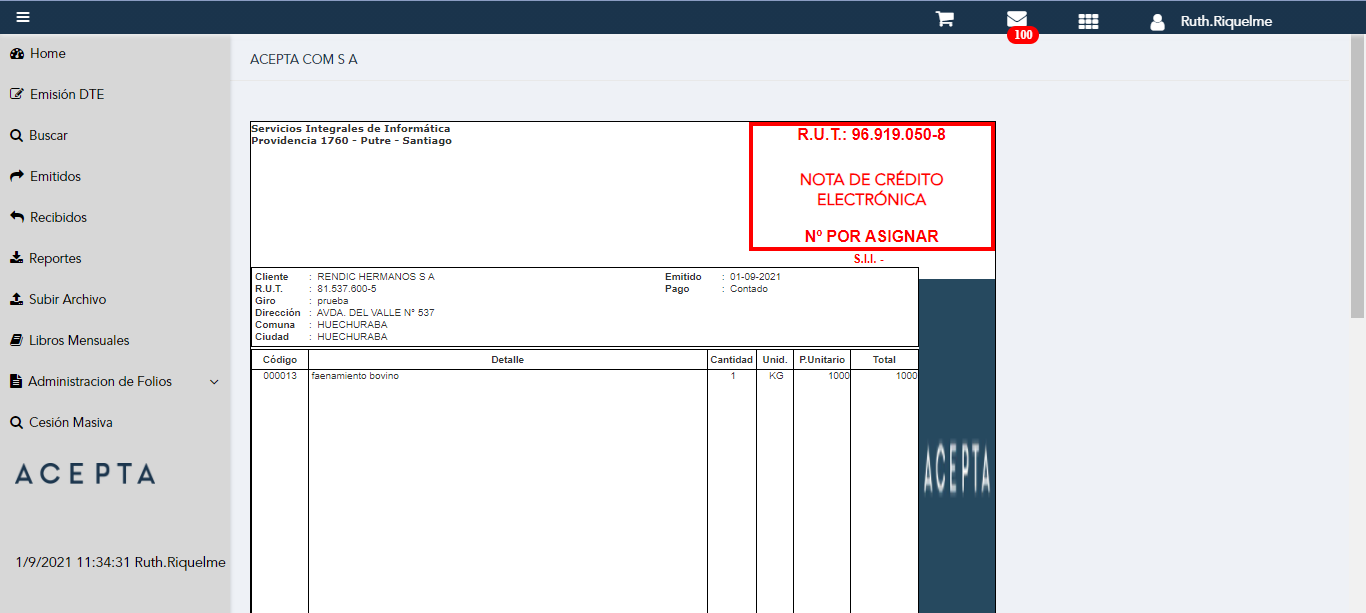 Ruth.Riquelme
100
Home
Emisión DTE
Buscar
Emitidos
Recibidos
Reportes
Subir Archivo
Libros Mensuales
Administracion de Folios
Cesión Masiva
ACEPTA
1/9/2021 11:34:31 Ruth.Riquelme
ACEPTA COM S A
Servicios Integrales de Informática
Providencia 1760 - Putre - Santiago
R.U.T.: 96.919.050-8
NOTA DE CRÉDITO
ELECTRÓNICA
Nº POR ASIGNAR
S.I.I. -
Cliente : RENDIC HERMANOS S A Emitido : 01-09-2021
R.U.T. : 81.537.600-5 Pago : Contado
Giro : prueba
Dirección : AVDA. DEL VALLE N° 537
Comuna : HUECHURABA
Ciudad : HUECHURABA
Código Detalle Cantidad Unid. P.Unitario Total
000013 faenamiento bovino 1 KG 1000 1000
ACEPTA